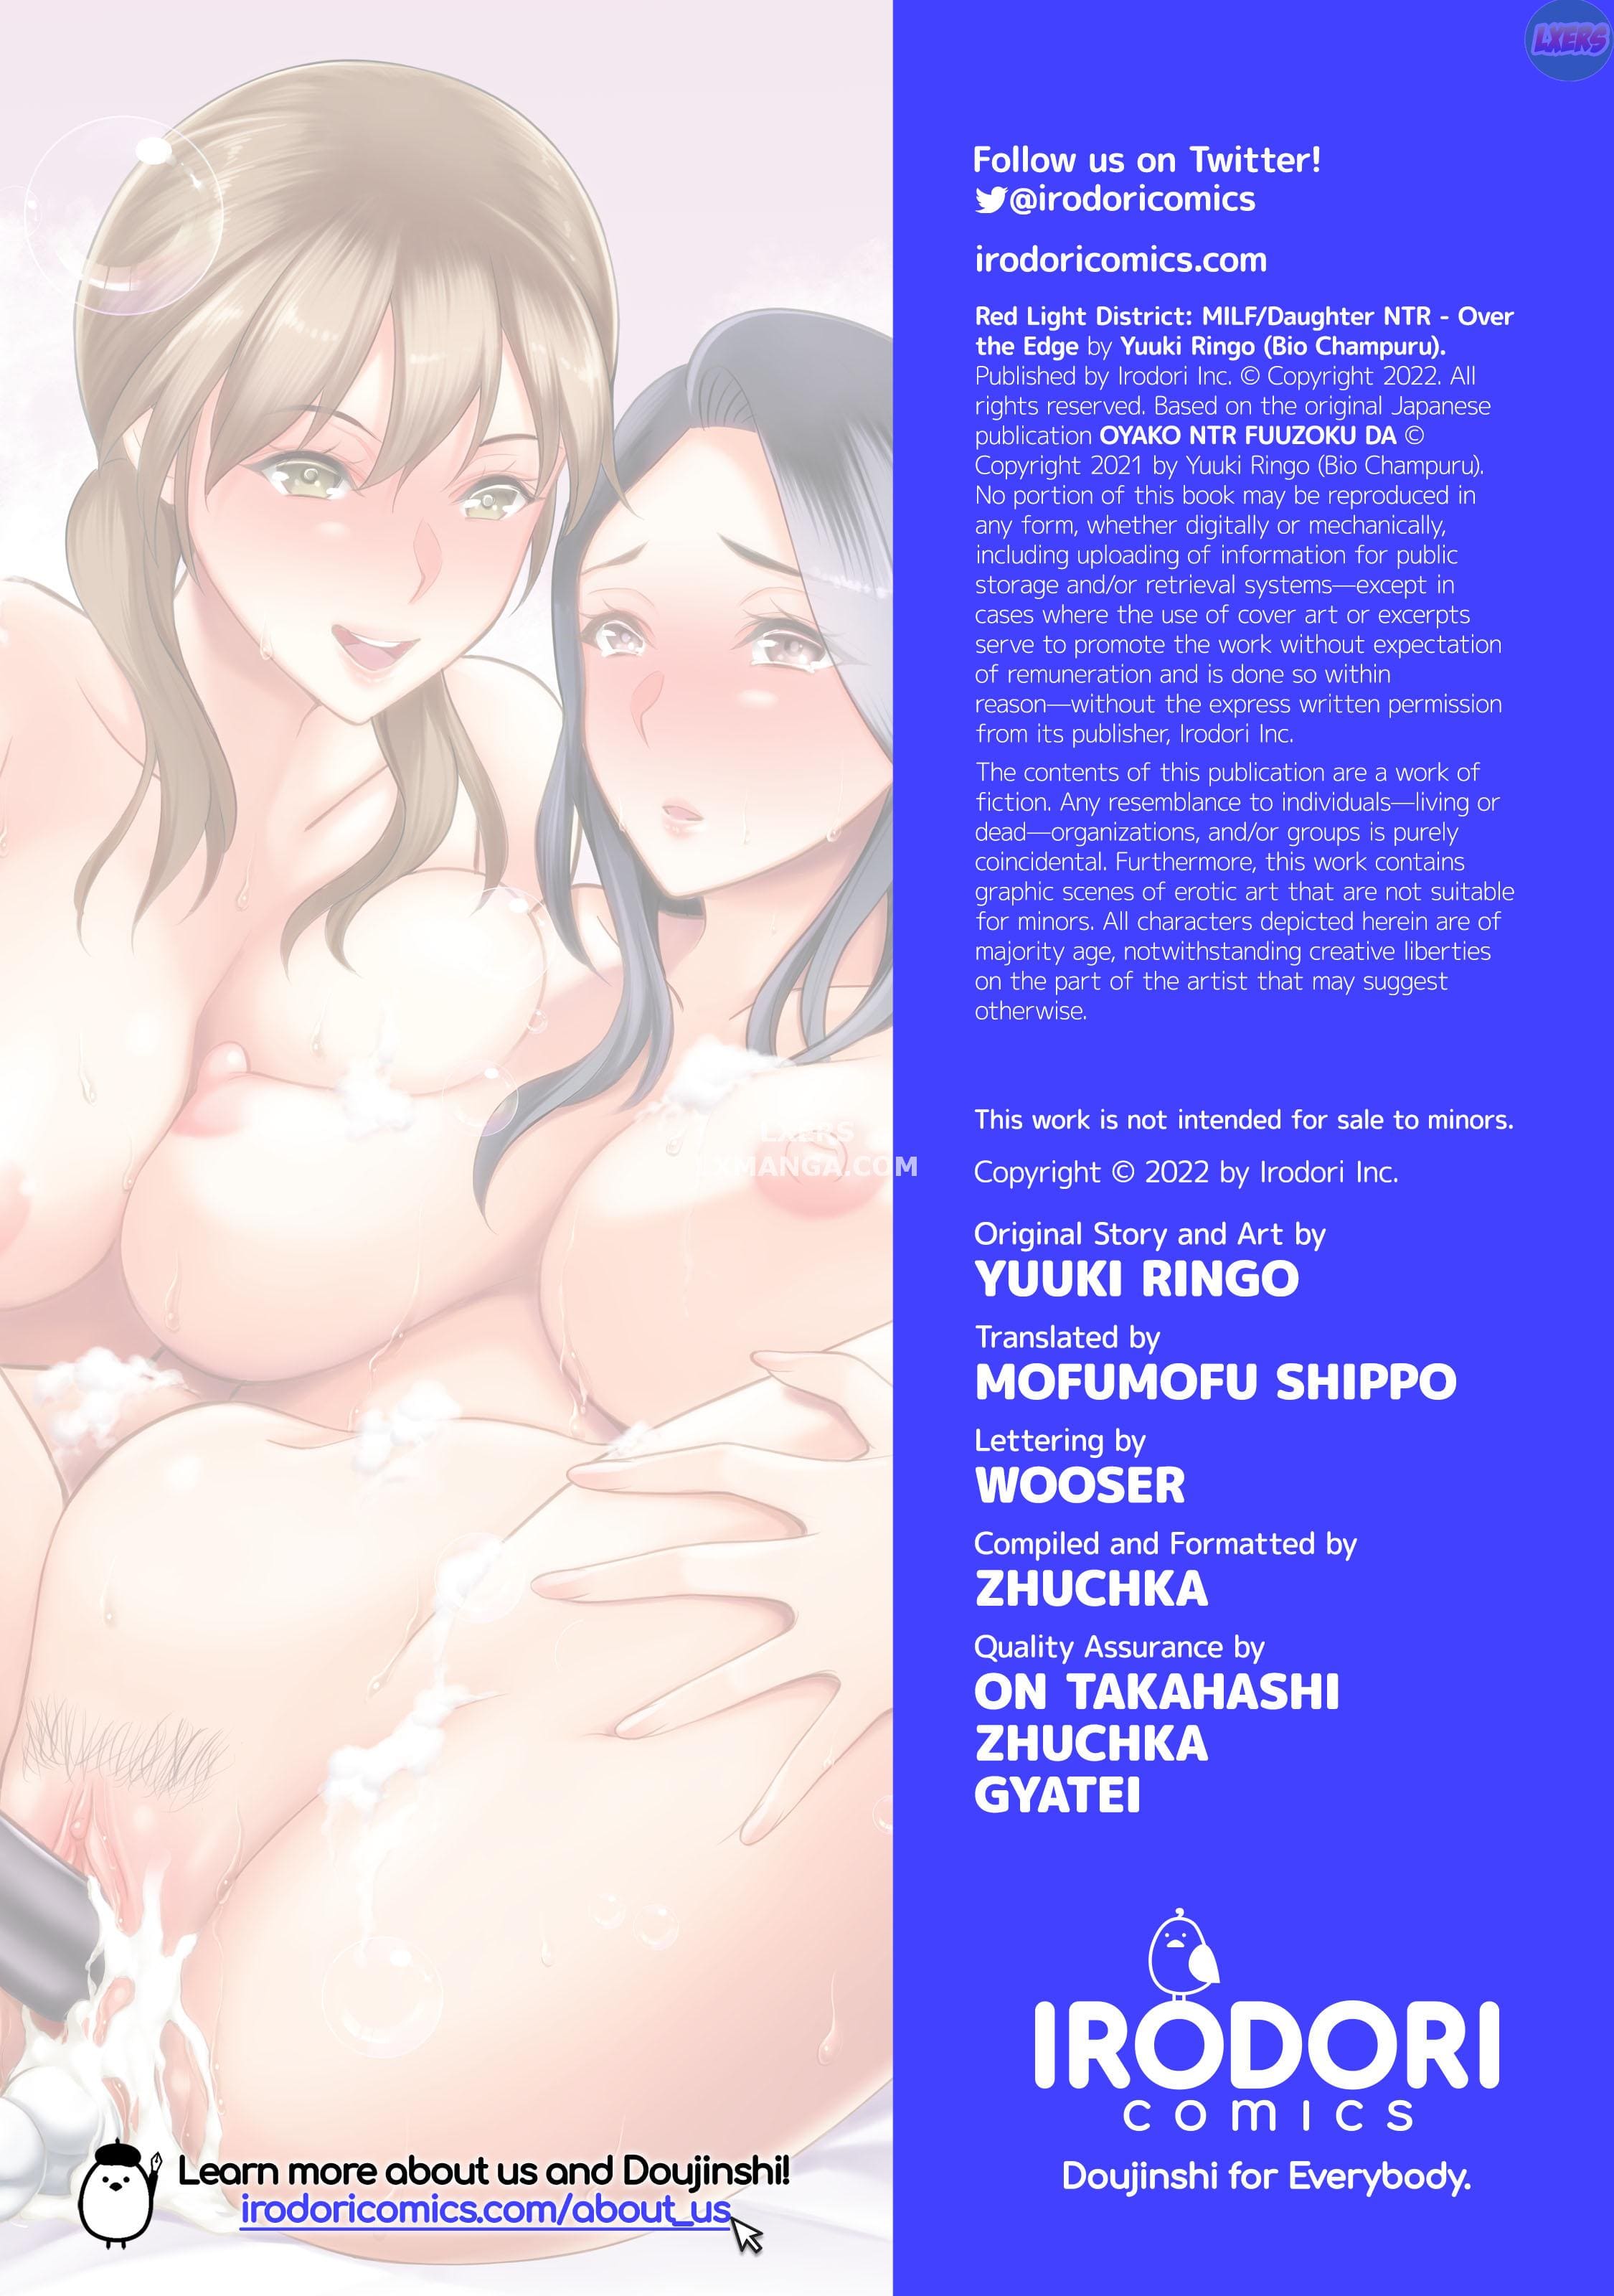 LXERS
Follow us on Twitter!
@irodoricomics
irodoricomics.com
Red Light District: MILF/Daughter NTR - Over
the Edge by Yuuki Ringo (Bio Champuru).
Published by Irodori Inc. © Copyright 2022. All
rights reserved. Based on the original Japanese
publication OYAKO NTR FUUZOKU DA ©
Copyright 2021 by Yuuki Ringo (Bio Champuru).
No portion of this book may be reproduced in
any form, whether digitally or mechanically,
including uploading of information for public
storage and/or retrieval systems—except in
cases where the use of cover art or excerpts
serve to promote the work without expectation
of remuneration and is done so within
reason—without the express written permission
from its publisher, Irodori Inc.
The contents of this publication are a work of
fiction. Any resemblance to individuals—living or
dead—organizations, and/or groups is purely
coincidental. Furthermore, this work contains
graphic scenes of erotic art that are not suitable
for minors. All characters depicted herein are of
majority age, notwithstanding creative liberties
on the part of the artist that may suggest
otherwise.
This work is not intended for sale to minors.
Copyright © 2022 by Irodori Inc.
Original Story and Art by
YUUKI RINGO
Translated by
MOFUMOFU SHIPPO
Lettering by
WOOSER
Compiled and Formatted by
ZHUCHKA
Quality Assurance by
ON TAKAHASHI
ZHUCHKA
GYATEI
IRODORI
comics
Doujinshi for Everybody.
LXERS
LXMANGA.COM
Learn more about us and Doujinshi!
irodoricomics.com/about_us